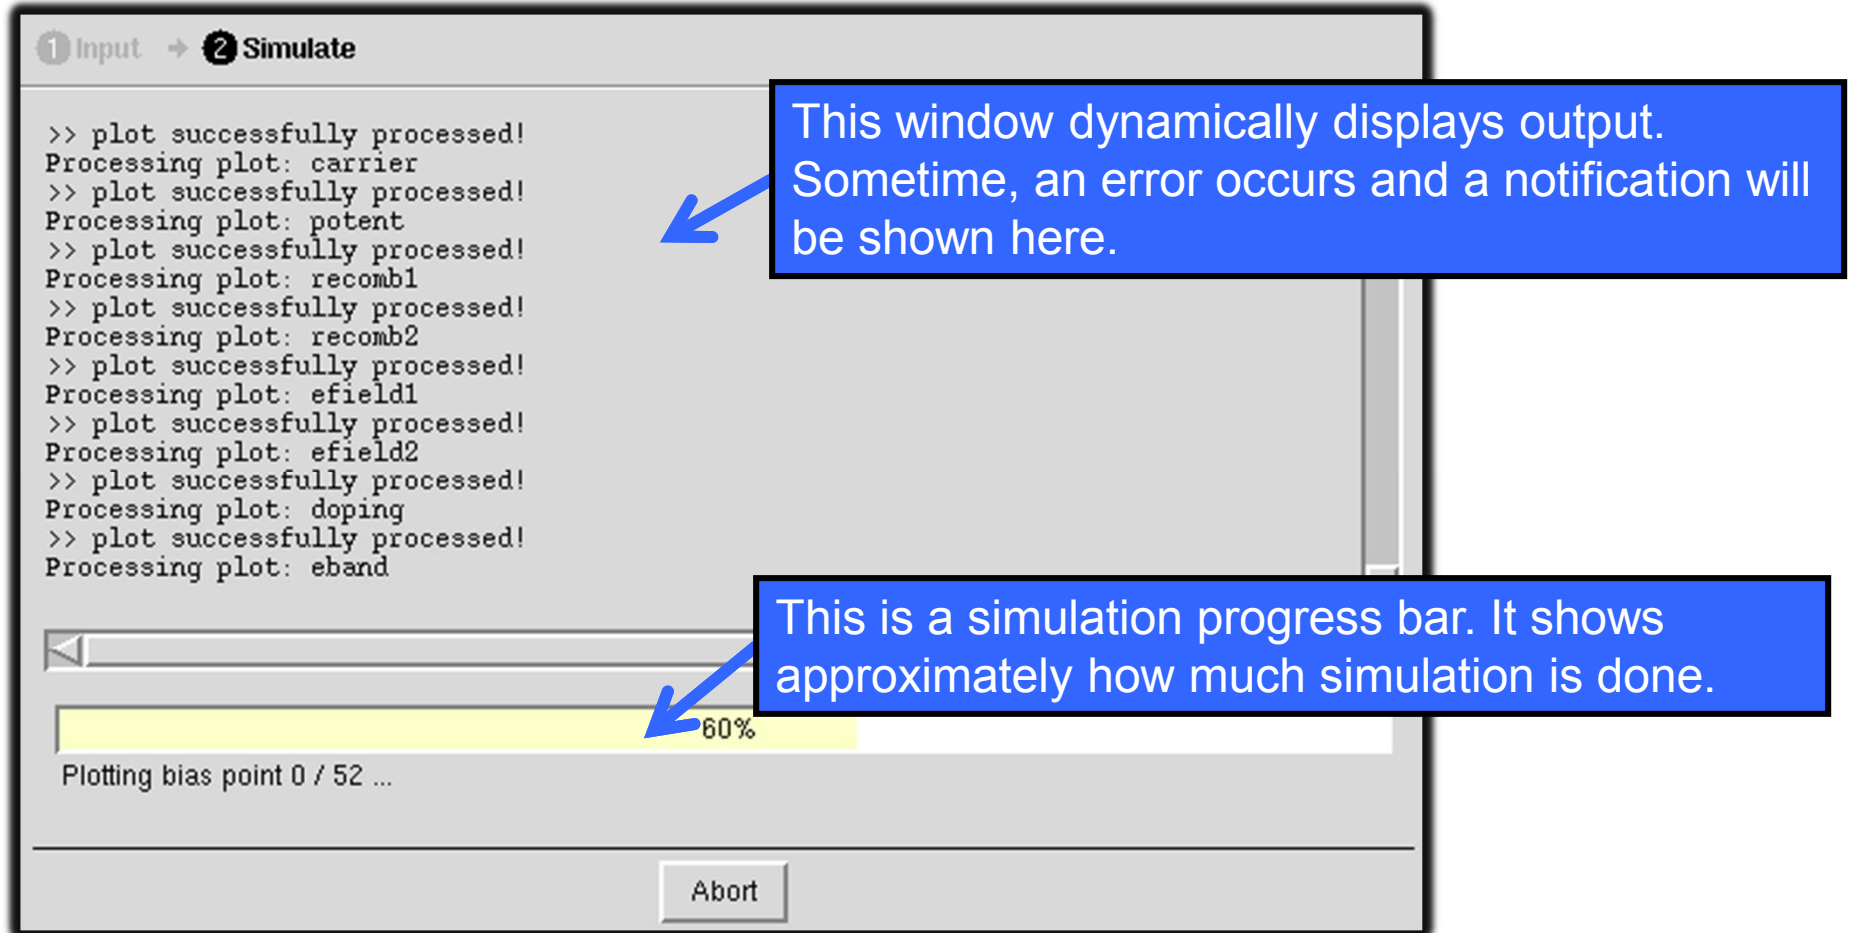 1 Input → 2 Simulate
>> plot successfully processed!
Processing plot: carrier
>> plot successfully processed!
Processing plot: potent
>> plot successfully processed!
Processing plot: recomb1
>> plot successfully processed!
Processing plot: recomb2
>> plot successfully processed!
Processing plot: efield1
>> plot successfully processed!
Processing plot: efield2
>> plot successfully processed!
Processing plot: doping
>> plot successfully processed!
Processing plot: eband
This window dynamically displays output.
Sometime, an error occurs and a notification will
be shown here.
This is a simulation progress bar. It shows
approximately how much simulation is done.
60%
Plotting bias point 0 / 52 ...
Abort